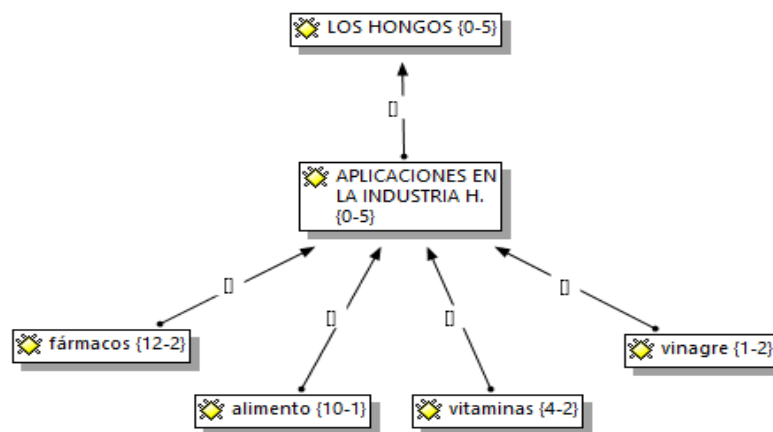 LOS HONGOS {0-5}
[]
APLICACIONES EN
LA INDUSTRIA H.
{0-5}
[]
[]
[]
[]
fármacos {12-2}
vinagre {1-2}
alimento {10-1}
vitaminas {4-2}